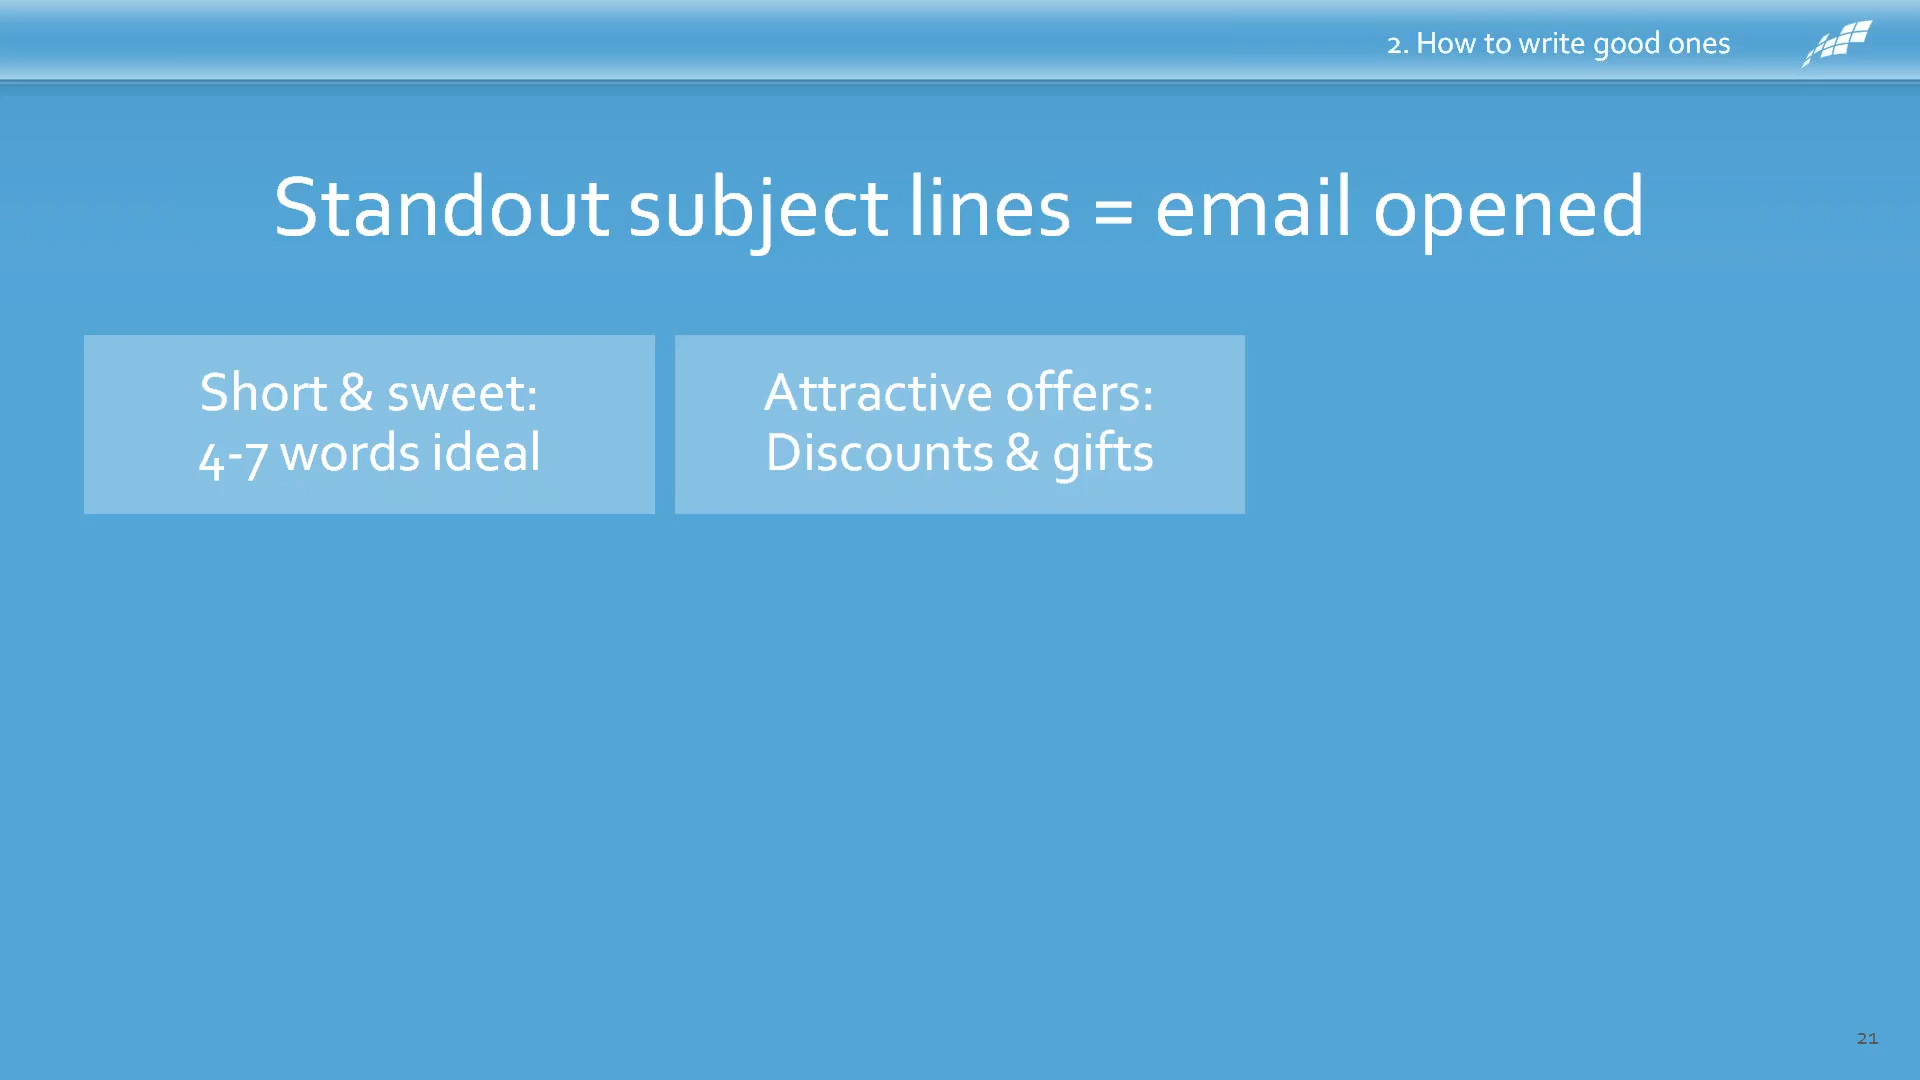 2. How to write good ones
Standout subject lines = email opened
Short & sweet:
4-7 words ideal
Attractive offers:
Discounts & gifts
21